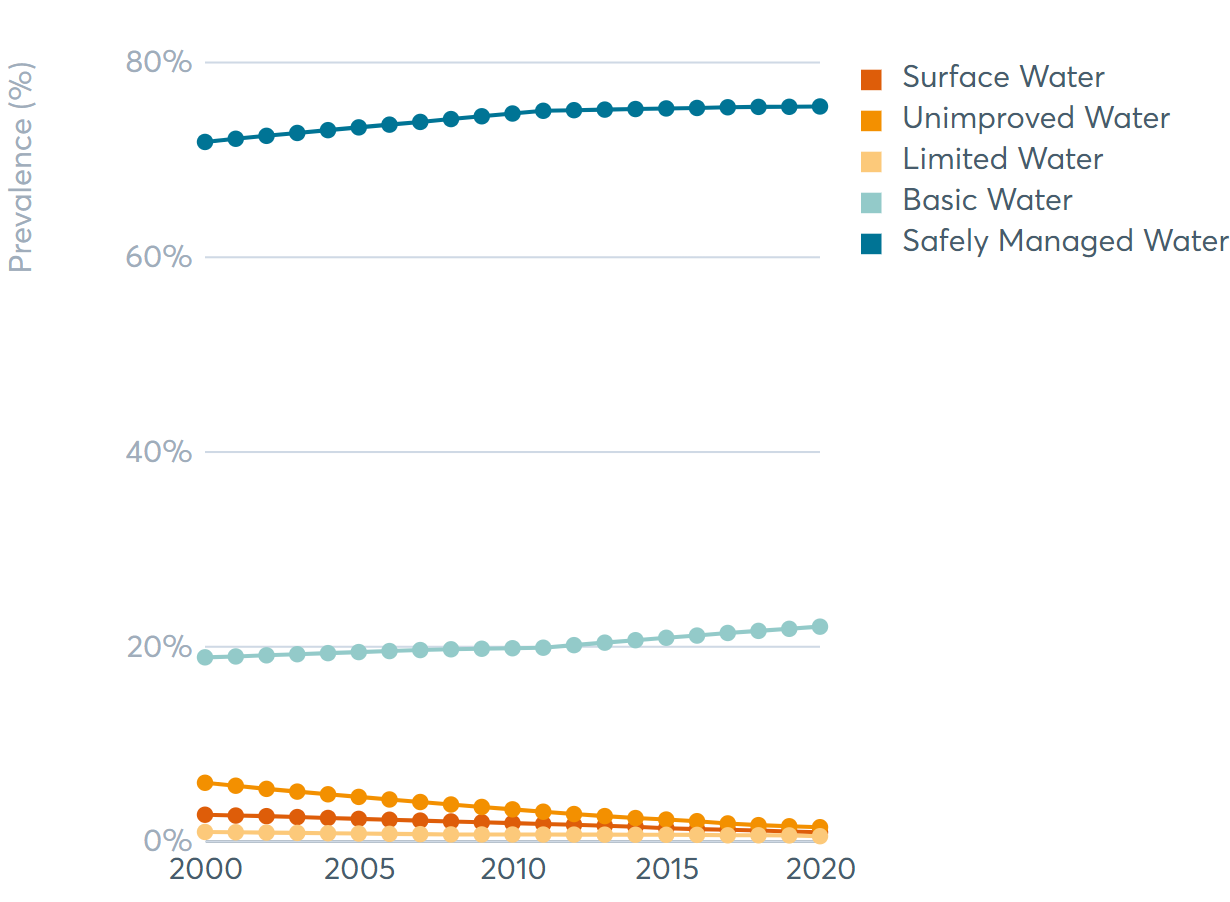 Prevalence (%)
80%
60%
40%
20%
0%
2000 2005 2010 2015 2020
Surface Water
Unimproved Water
Limited Water
Basic Water
Safely Managed Water